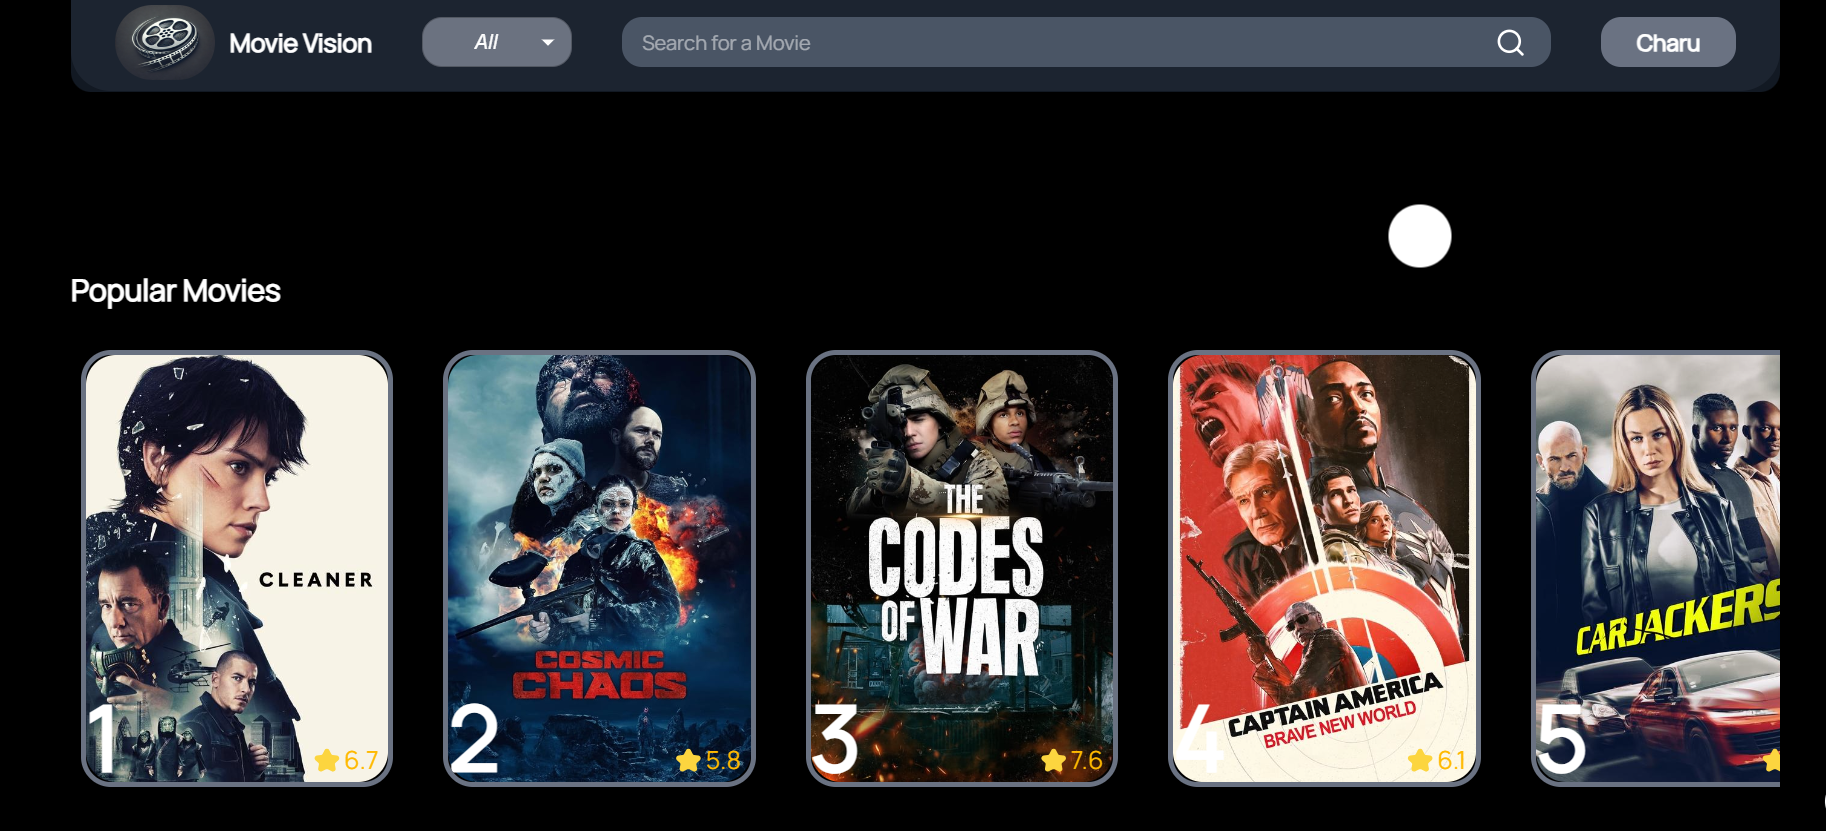 Movie Vision
All
Search for a Movie
Charu
Popular Movies
CLEANER
1
6.7
COSMIC
CHAOS
2
5.8
THE
CODES
OF WAR
3
7.6
CAPTAIN AMERICA
BRAVE NEW WORLD
4
6.1
CARJACKERS
5